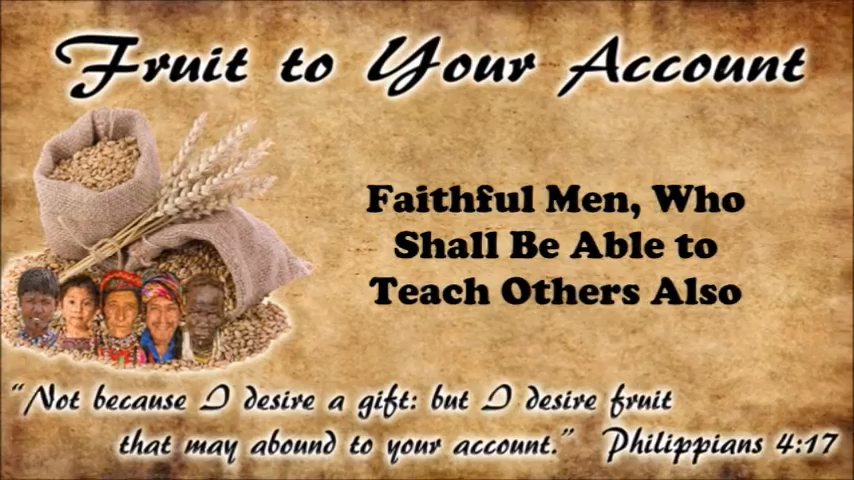 Fruit to Your Account
Faithful Men, Who
Shall Be Able to
Teach Others Also
“Not because I desire a gift: but I desire fruit
that may abound to your account.” Philippians 4:17